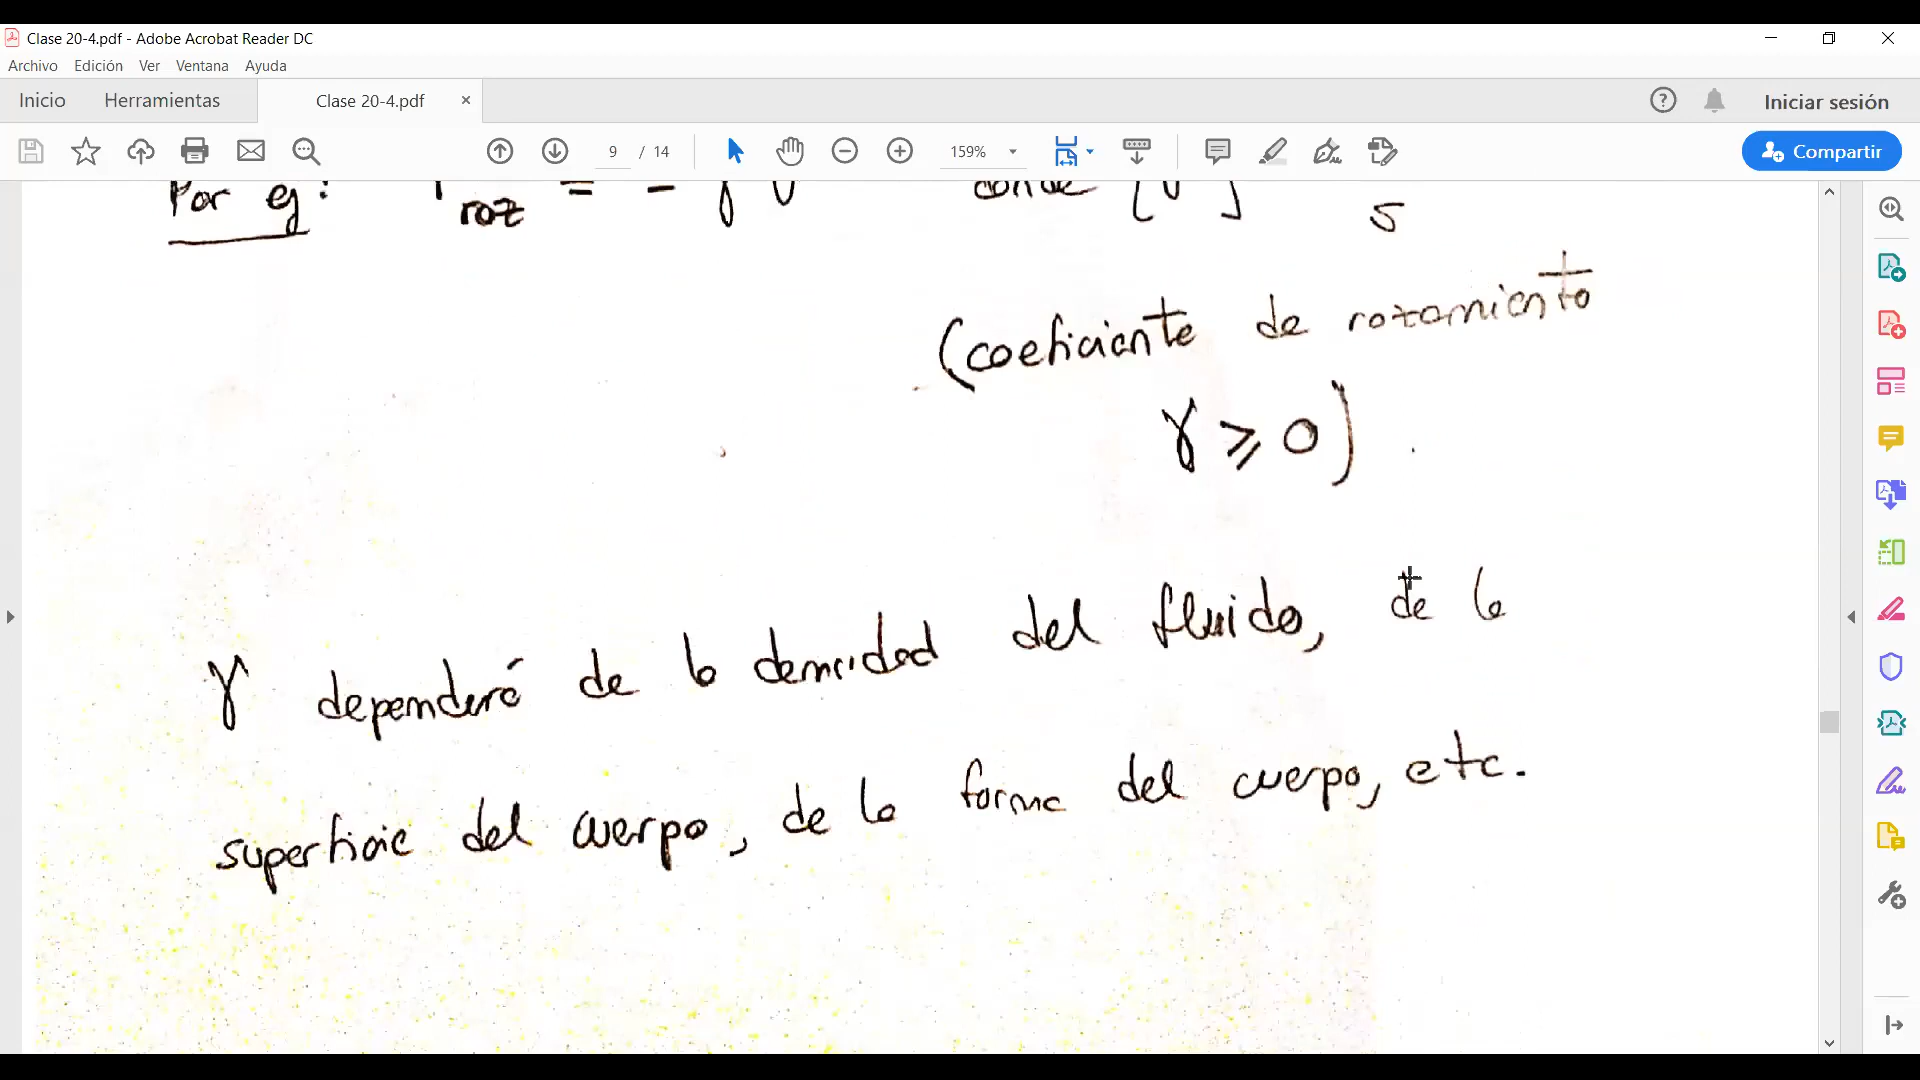 Clase 20-4.pdf - Adobe Acrobat Reader DC
Archivo Edición Ver Ventana Ayuda
Inicio Herramientas Clase 20-4.pdf × Iniciar sesión
9 / 14 159% Compartir
Por ej: F roz = - γ v donde [ ] s
(coeficiente de rozamiento
γ ⩾ 0)
γ dependerá de la densidad del fluido, de la
superficie del cuerpo, de la forma del cuerpo, etc.